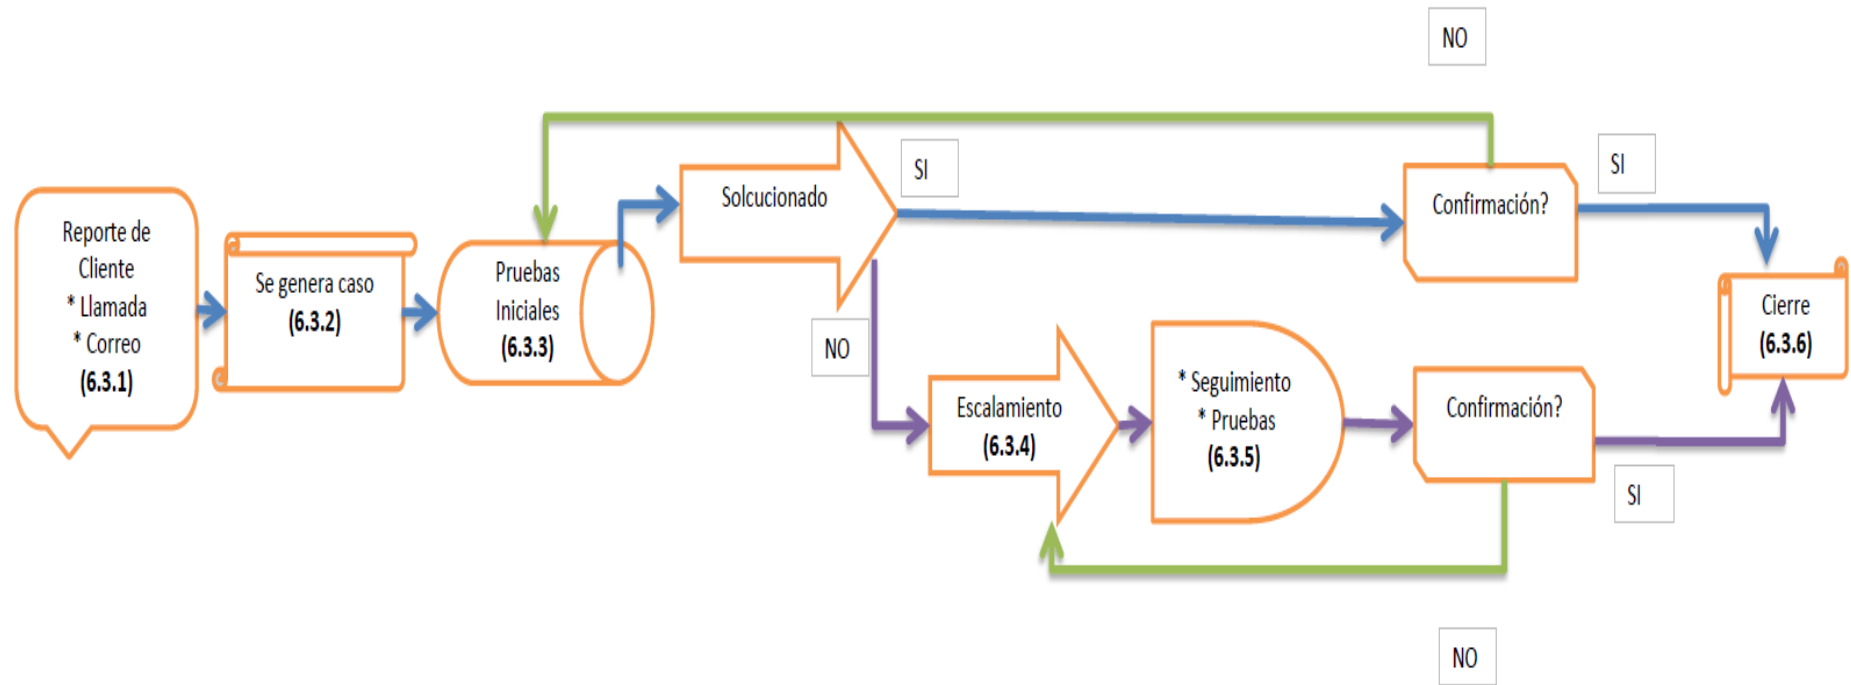 Reporte de
Cliente
* Llamada
* Correo
(6.3.1)
Se genera caso
(6.3.2)
Pruebas
Iniciales
(6.3.3)
Solcucionado
SI
NO
Confirmación?
NO
SI
Escalamiento
(6.3.4)
* Seguimiento
* Pruebas
(6.3.5)
Confirmación?
SI
NO
Cierre
(6.3.6)